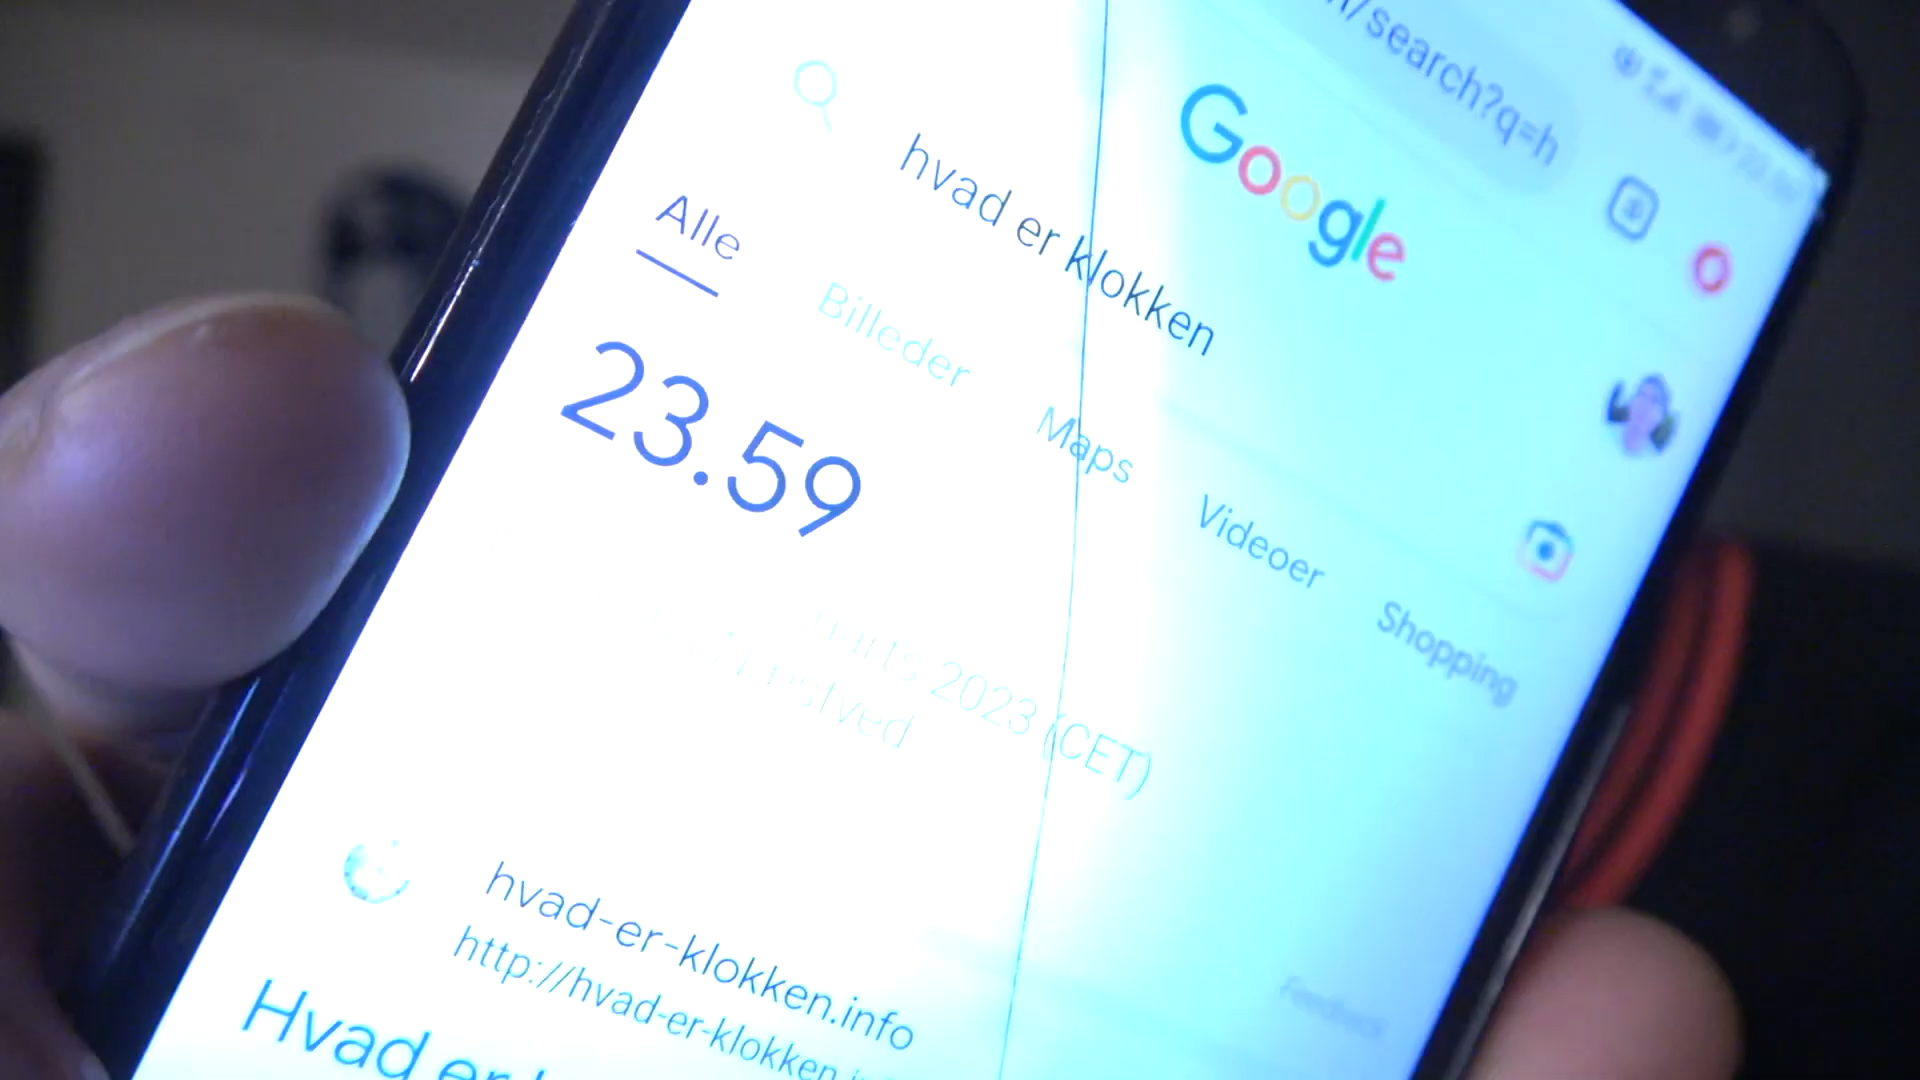 /search?q=h
Google
hvad er klokken
Alle Billeder Maps Videoer Shopping
23.59
2023 (CET)
Feedback
hvad-er-klokken.info
http://hvad-er-klokken
Hvad er